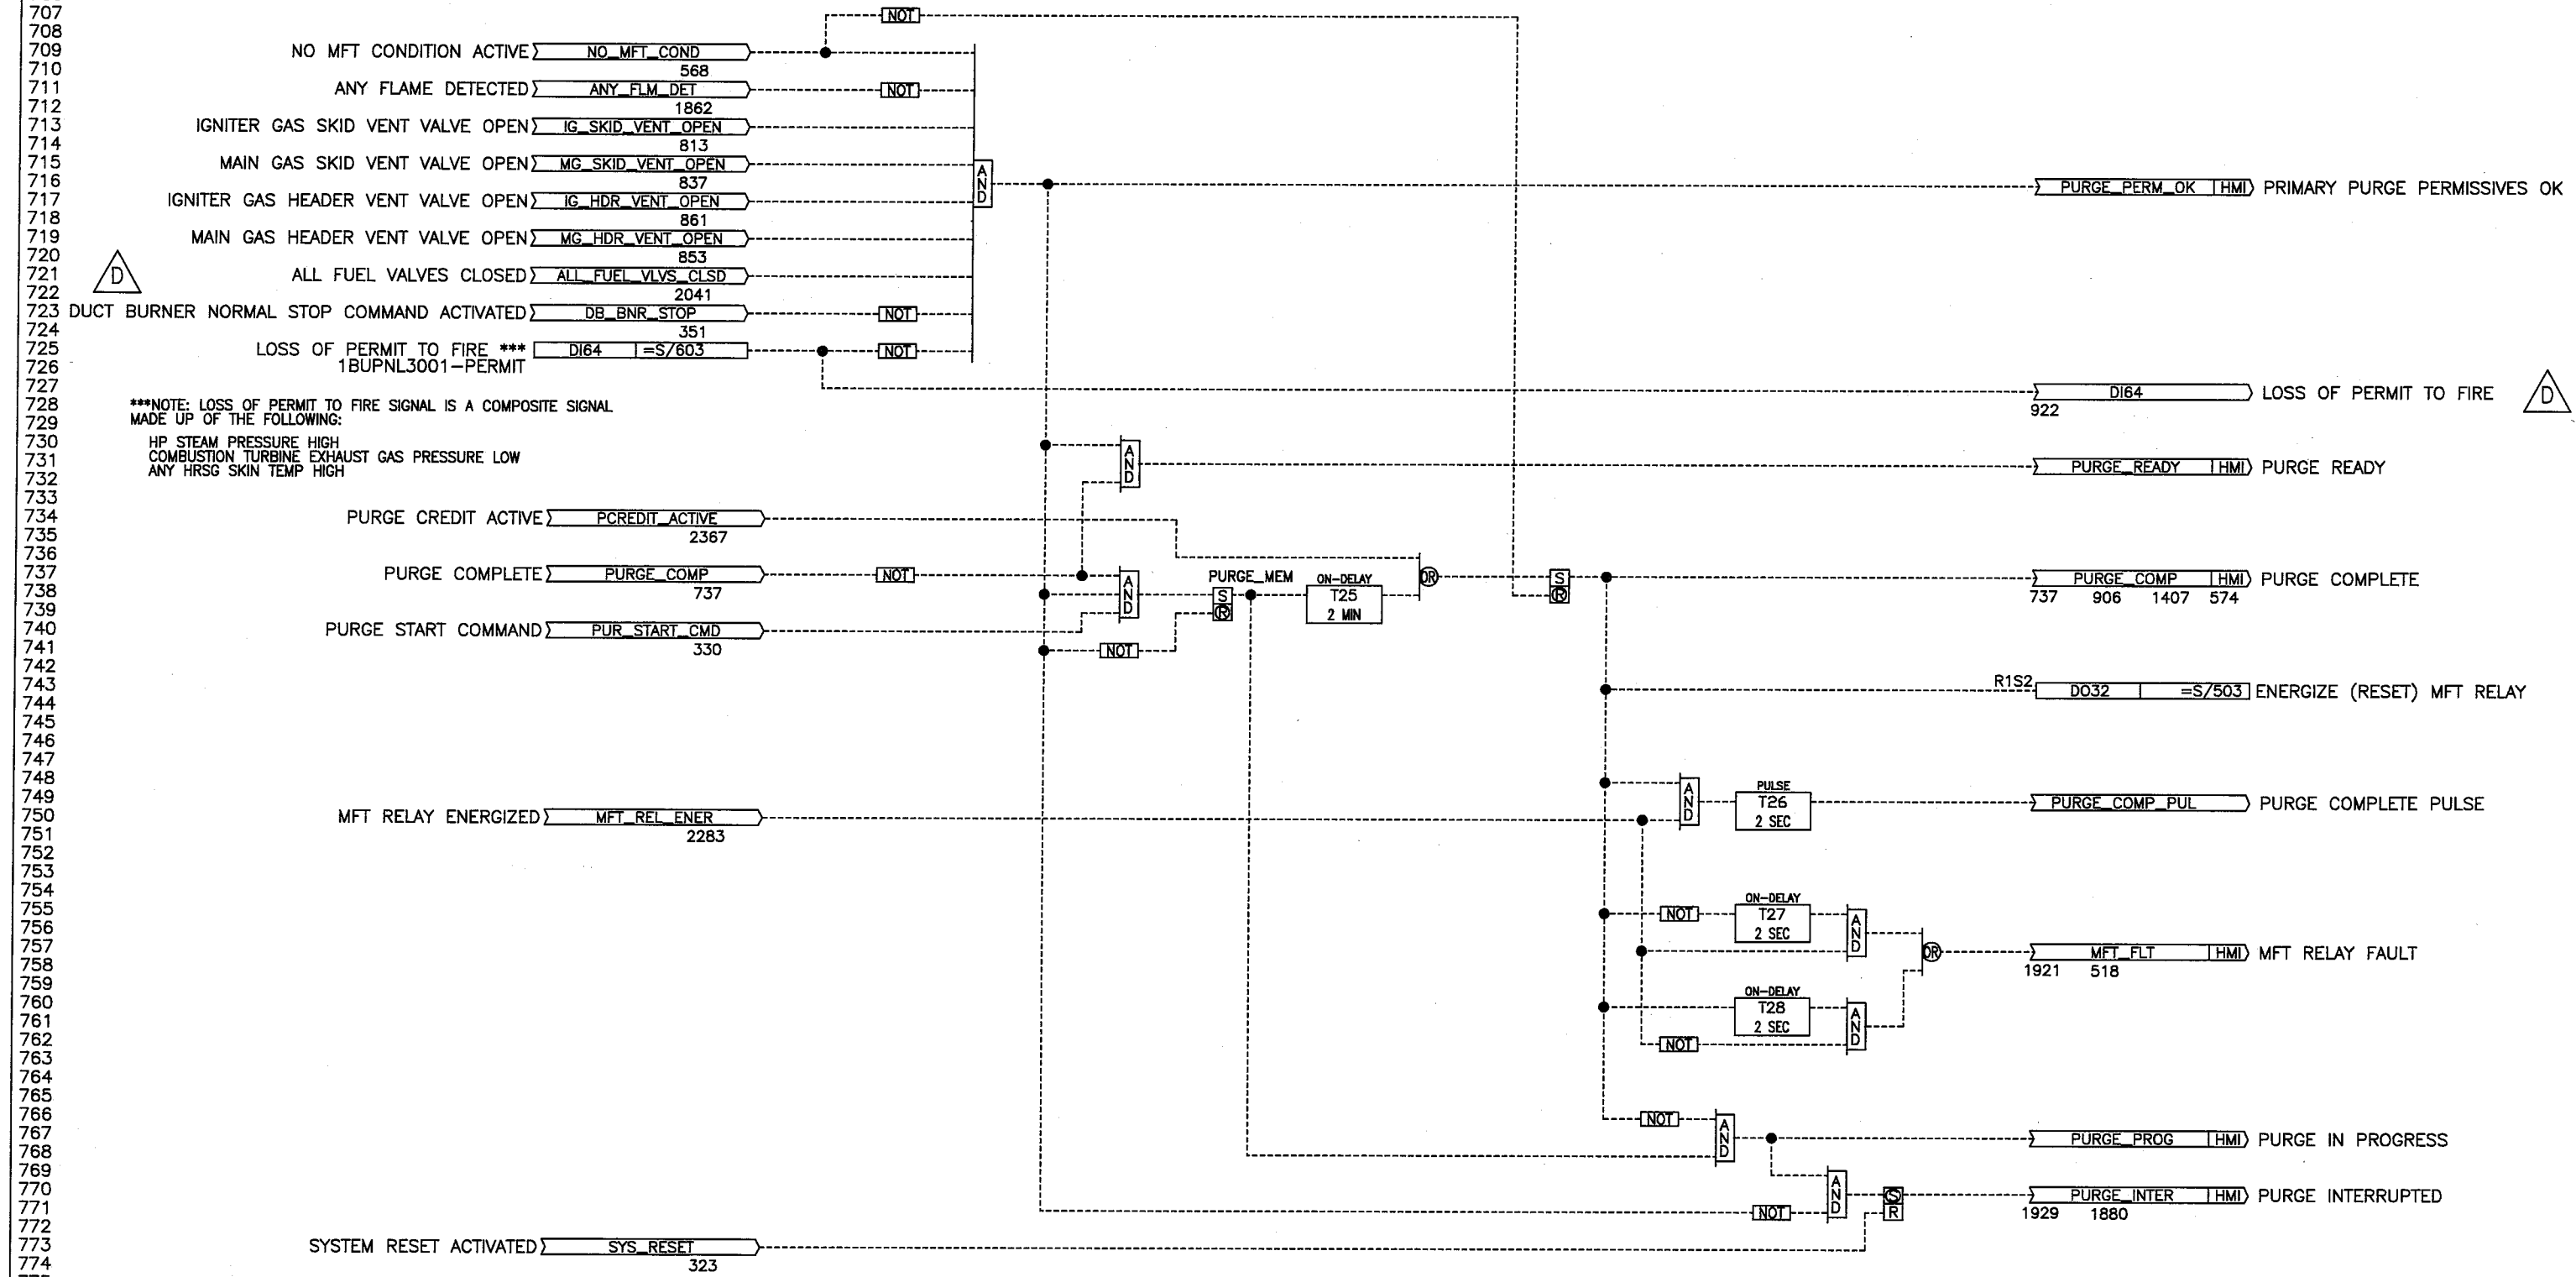 707
NOT
708
709 NO MFT CONDITION ACTIVE NO_MFT_COND
710 568
711 ANY FLAME DETECTED ANY_FLM_DET NOT
712 1862
713 IGNITER GAS SKID VENT VALVE OPEN IG_SKID_VENT_OPEN
714 813
715 MAIN GAS SKID VENT VALVE OPEN MG_SKID_VENT_OPEN
AND
716 837
PURGE_PERM_OK HMI PRIMARY PURGE PERMISSIVES OK
717 IGNITER GAS HEADER VENT VALVE OPEN IG_HDR_VENT_OPEN
718 861
719 MAIN GAS HEADER VENT VALVE OPEN MG_HDR_VENT_OPEN
720 853
D
721 ALL FUEL VALVES CLOSED ALL_FUEL_VLVS_CLSD
722 2041
723 DUCT BURNER NORMAL STOP COMMAND ACTIVATED DB_BNR_STOP NOT
724 351
725 LOSS OF PERMIT TO FIRE *** DI64 =S/603 NOT
726 1BUPNL3001-PERMIT
727 DI64 LOSS OF PERMIT TO FIRE D
922
728 ***NOTE: LOSS OF PERMIT TO FIRE SIGNAL IS A COMPOSITE SIGNAL
729 MADE UP OF THE FOLLOWING:
730 HP STEAM PRESSURE HIGH
731 COMBUSTION TURBINE EXHAUST GAS PRESSURE LOW
AND PURGE_READY HMI PURGE READY
732 ANY HRSG SKIN TEMP HIGH
733
734 PURGE CREDIT ACTIVE PCREDIT_ACTIVE
735 2367
736
737 PURGE COMPLETE PURGE_COMP NOT AND PURGE_MEM ON-DELAY OR S PURGE_COMP HMI PURGE COMPLETE
738 737 S T25 R 737 906 1407 574
739 R 2 MIN
740 PURGE START COMMAND PUR_START_CMD
741 330 NOT
742
743 R1S2 DO32 =S/503 ENERGIZE (RESET) MFT RELAY
744
745
746
747
748 PULSE
749 AND T26 PURGE_COMP_PUL PURGE COMPLETE PULSE
750 MFT RELAY ENERGIZED MFT_REL_ENER 2 SEC
751 2283
752
753
754 ON-DELAY
755 NOT T27 AND
756 2 SEC
757 OR MFT_FLT HMI MFT RELAY FAULT
758 1921 518
759 ON-DELAY
760 T28 AND
761 2 SEC
762 NOT
763
764
765
766 NOT
767 AND PURGE_PROG HMI PURGE IN PROGRESS
768
769
770 AND S PURGE_INTER HMI PURGE INTERRUPTED
771 NOT R 1929 1880
772
773 SYSTEM RESET ACTIVATED SYS_RESET
774 323